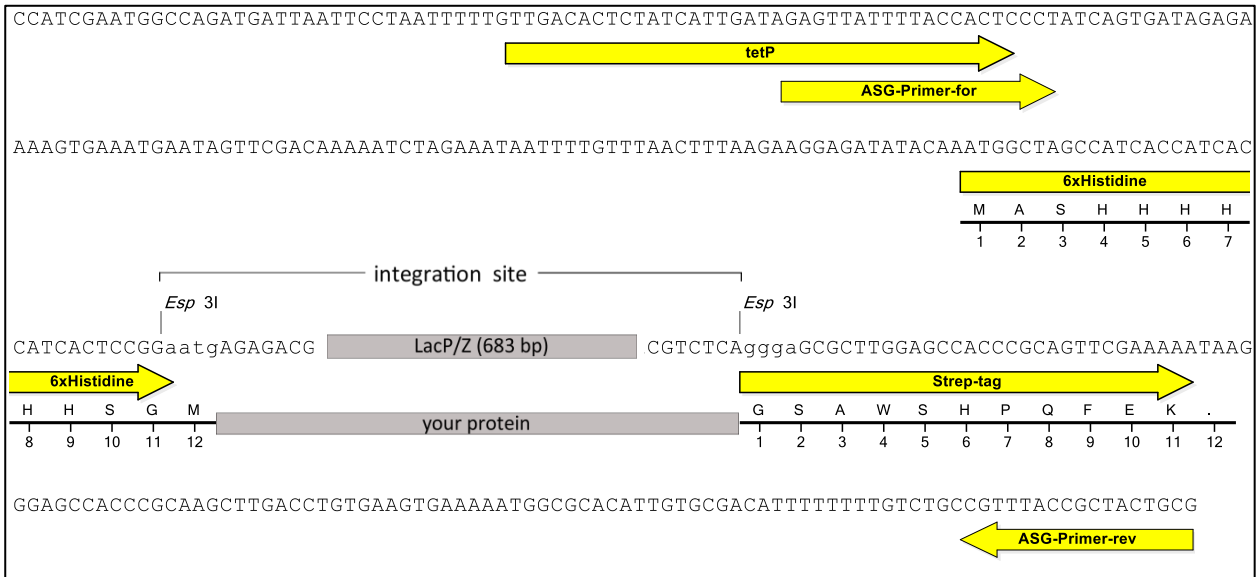 CCATCGAATGGCCAGATGATTAATTCCTAATTTTTGTTGACACTCTATCATTGATAGAGTTATTTTACCACTCCCTATCAGTGATAGAGA
tetP
ASG-Primer-for
AAAGTGAAATGAATAGTTCGACAAAAATCTAGAAATAATTTTGTTTAACTTTAAGAAGGAGATATACAAATGGCTAGCCATCACCATCAC
6xHistidine
M A S H H H H
1 2 3 4 5 6 7
integration site
Esp 3I Esp 3I
CATCACTCCGGaatgAGAGACG LacP/Z (683 bp) CGTCTCAgggaGCGCTTGGAGCCACCCGCAGTTCGAAAAATAAG
6xHistidine Strep-tag
H H S G M your protein G S A W S H P Q F E K .
8 9 10 11 12 1 2 3 4 5 6 7 8 9 10 11 12
GGAGCCACCCGCAAGCTTGACCTGTGAAGTGAAAAATGGCGCACATTGTGCGACATTTTTTTTGTCTGCCGTTTACCGCTACTGCG
ASG-Primer-rev